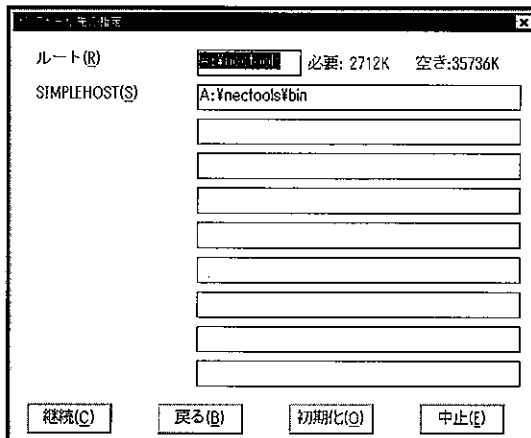 ルート(R) 必要: 2712K 空き:35736K
SIMPLEHOST(S) A:¥nectools¥bin
継続(C) 戻る(B) 初期化(O) 中止(E)